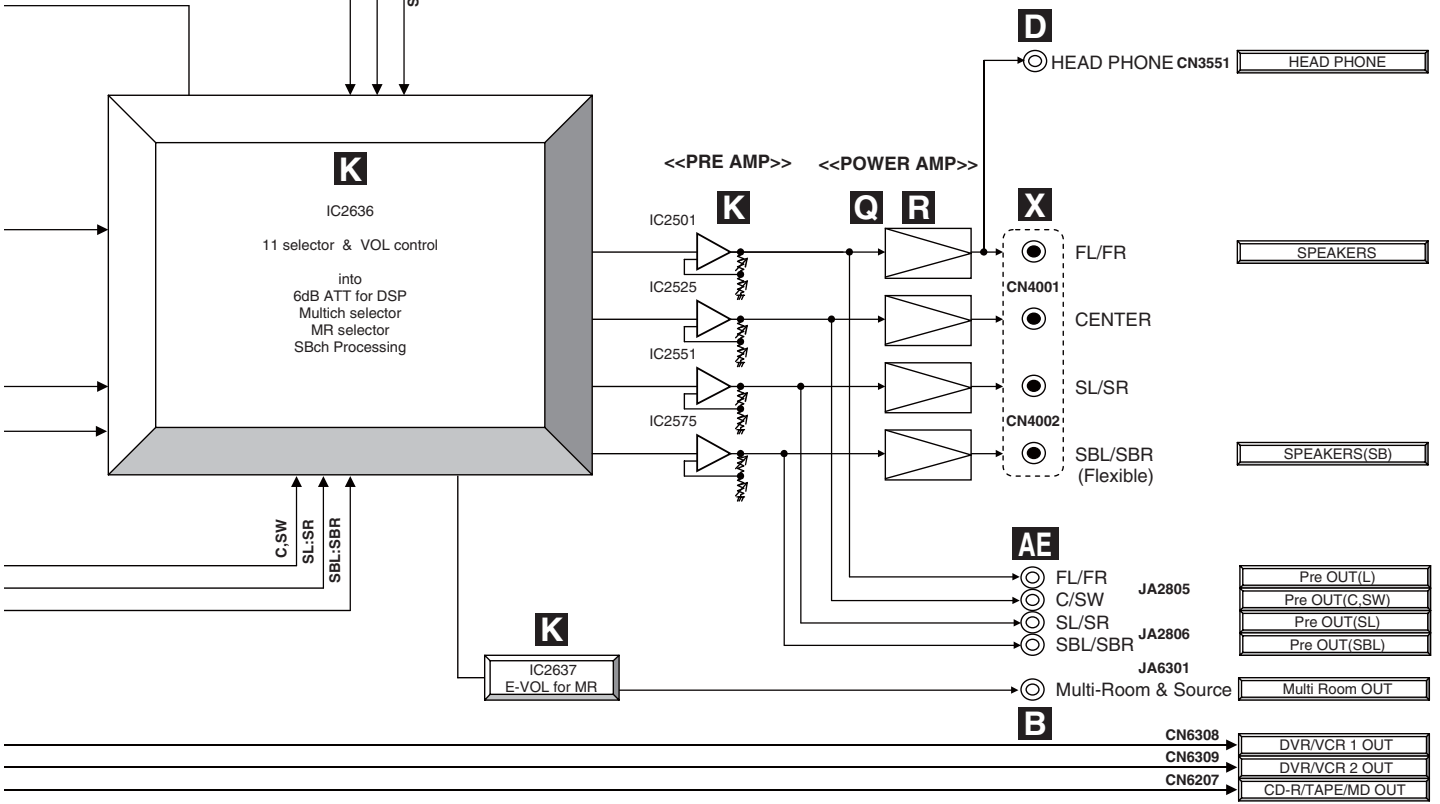 S
D
HEAD PHONE CN3551 HEAD PHONE
K
IC2636
11 selector & VOL control
into
6dB ATT for DSP
Multich selector
MR selector
SBch Processing
<<PRE AMP>> <<POWER AMP>>
K Q R X
IC2501
FL/FR SPEAKERS
IC2525
CN4001
CENTER
IC2551
SL/SR
IC2575
CN4002
SBL/SBR
(Flexible)
SPEAKERS(SB)
C,SW
SL:SR
SBL:SBR
AE
FL/FR Pre OUT(L)
JA2805
C/SW Pre OUT(C,SW)
SL/SR Pre OUT(SL)
JA2806
SBL/SBR Pre OUT(SBL)
K
IC2637
E-VOL for MR
JA6301
Multi-Room & Source Multi Room OUT
B
CN6308 DVR/VCR 1 OUT
CN6309 DVR/VCR 2 OUT
CN6207 CD-R/TAPE/MD OUT